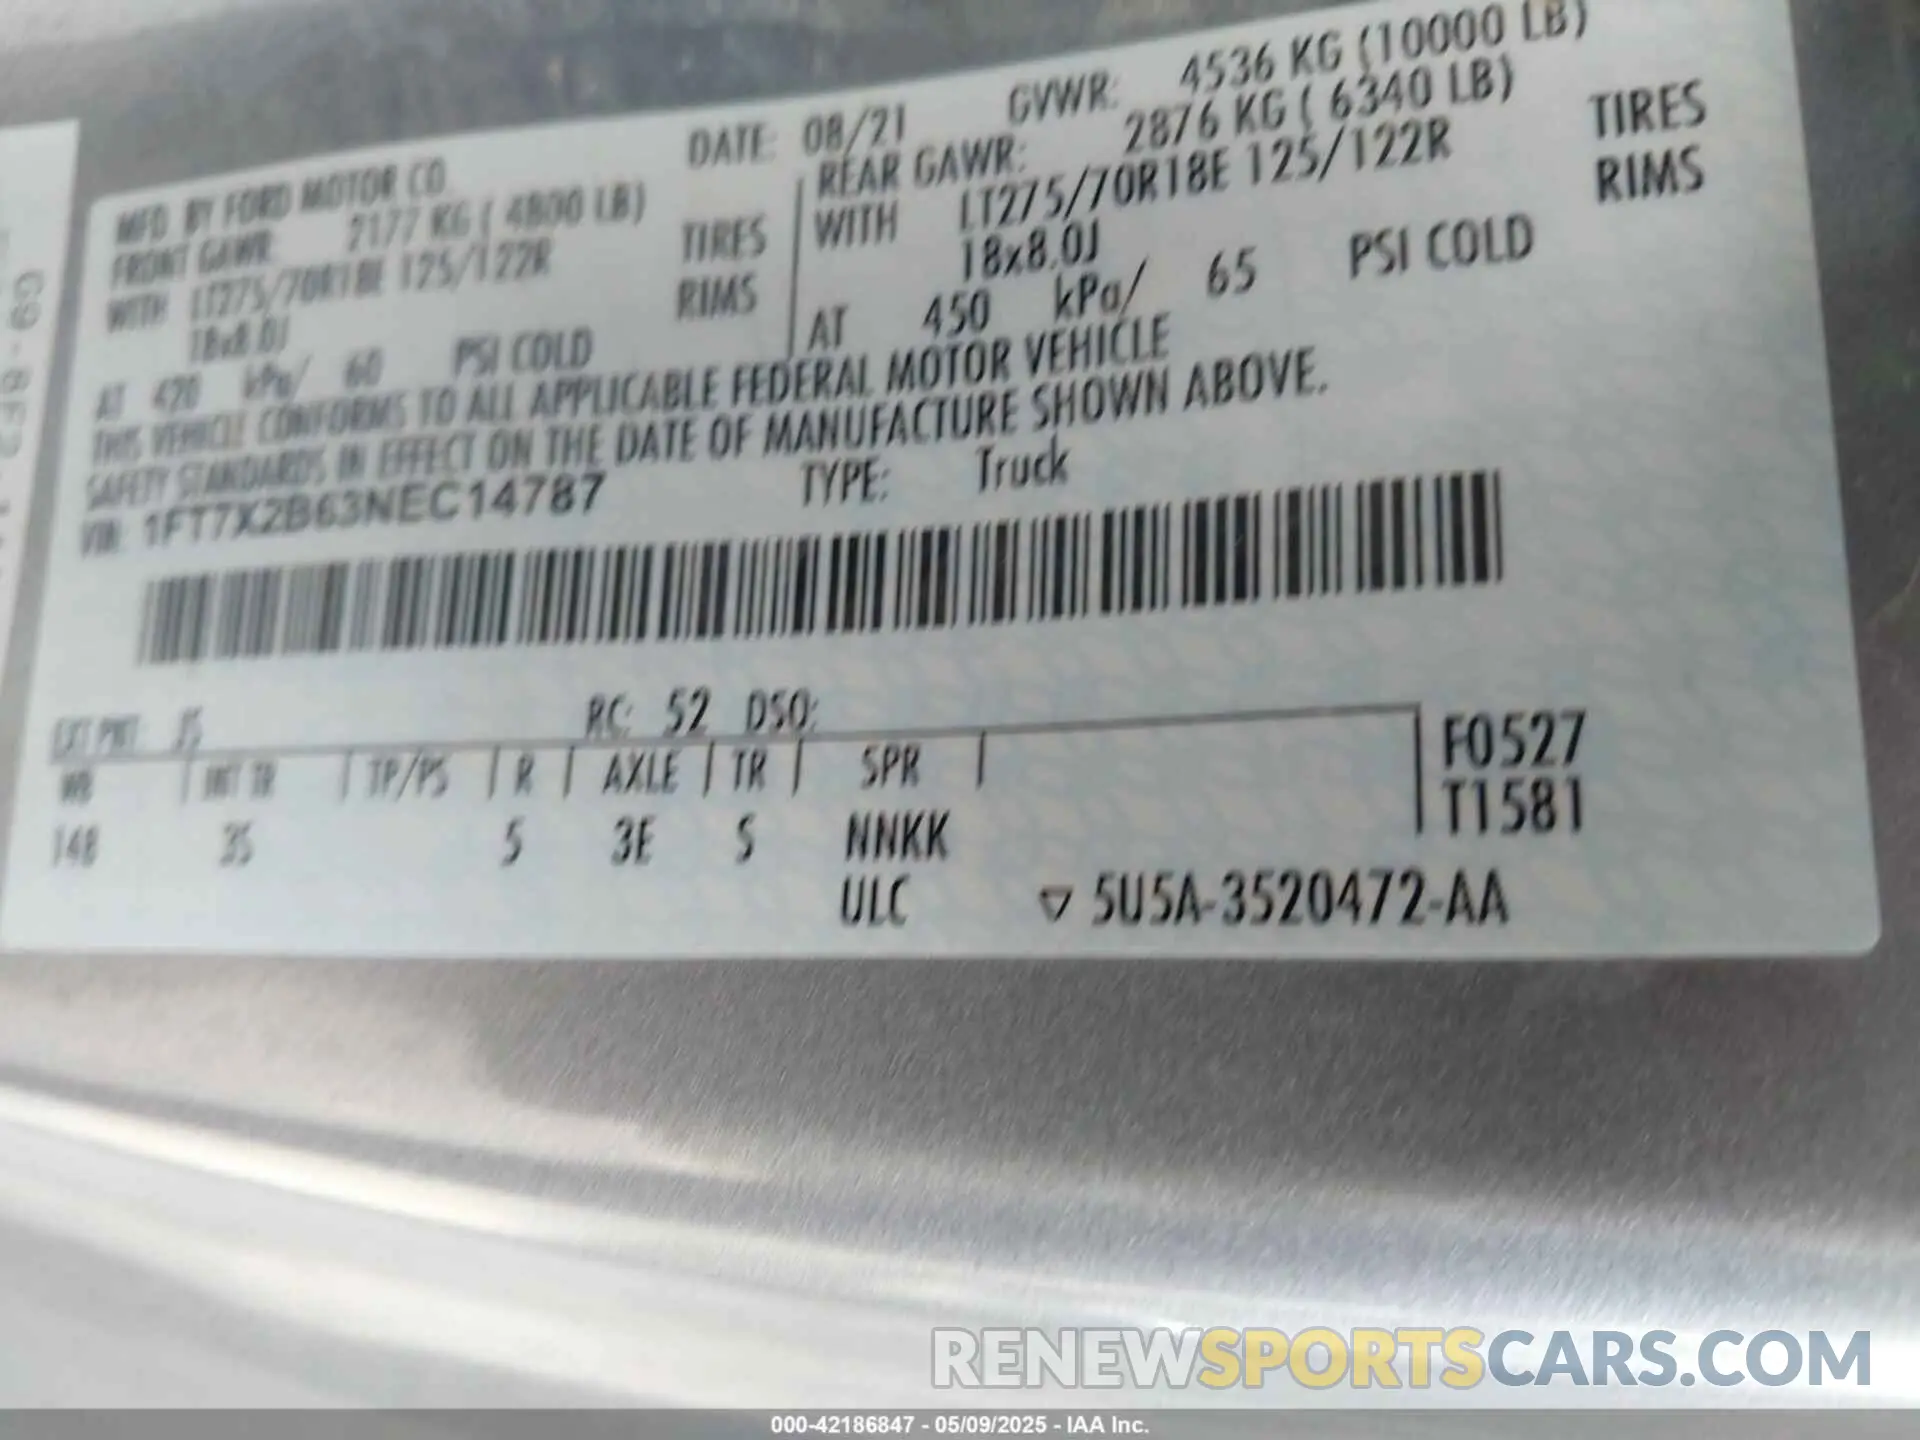 MFD. BY FORD MOTOR CO.
DATE: 08/21
GVWR: 4536 KG (10000 LB)
FRONT GAWR: 2177 KG ( 4800 LB)
WITH LT275/70R18E 125/122R TIRES
18x8.0J RIMS
AT 420 kPa/ 60 PSI COLD
REAR GAWR: 2876 KG ( 6340 LB)
WITH LT275/70R18E 125/122R TIRES
18x8.0J RIMS
AT 450 kPa/ 65 PSI COLD
THIS VEHICLE CONFORMS TO ALL APPLICABLE FEDERAL MOTOR VEHICLE
SAFETY STANDARDS IN EFFECT ON THE DATE OF MANUFACTURE SHOWN ABOVE.
VIN: 1FT7X2B63NEC14787
TYPE: Truck
EXT PNT: RC: 52 DSO:
WB INT TR TP/PS R AXLE TR SPR
148 3S 5 3E S NNKK
ULC
F0527
T1581
5U5A-3520472-AA
RENEWSPORTSCARS.COM
000-42186847 - 05/09/2025 - IAA Inc.